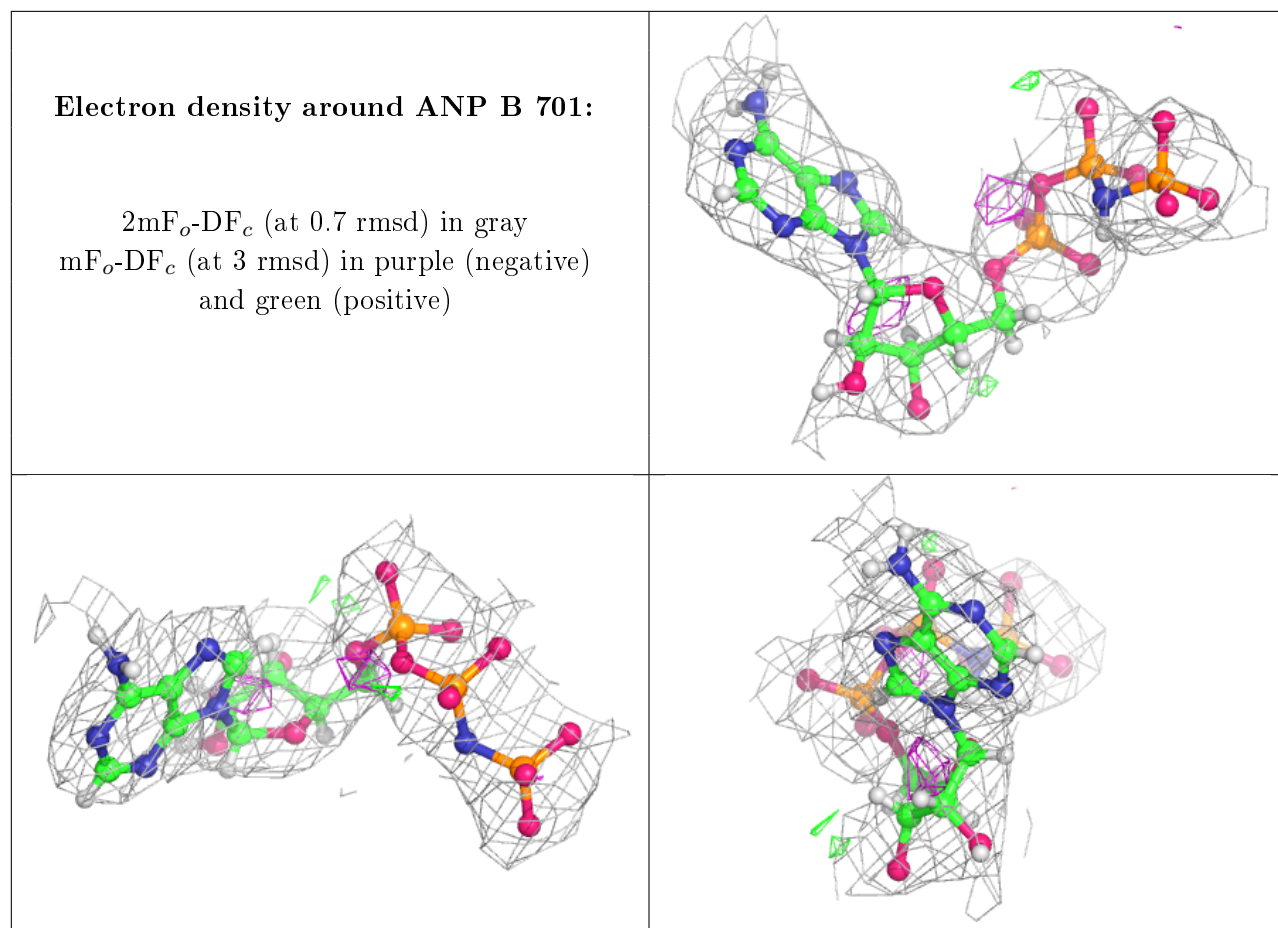 Electron density around ANP B 701:
2mFo-DFc (at 0.7 rmsd) in gray
mFo-DFc (at 3 rmsd) in purple (negative)
and green (positive)